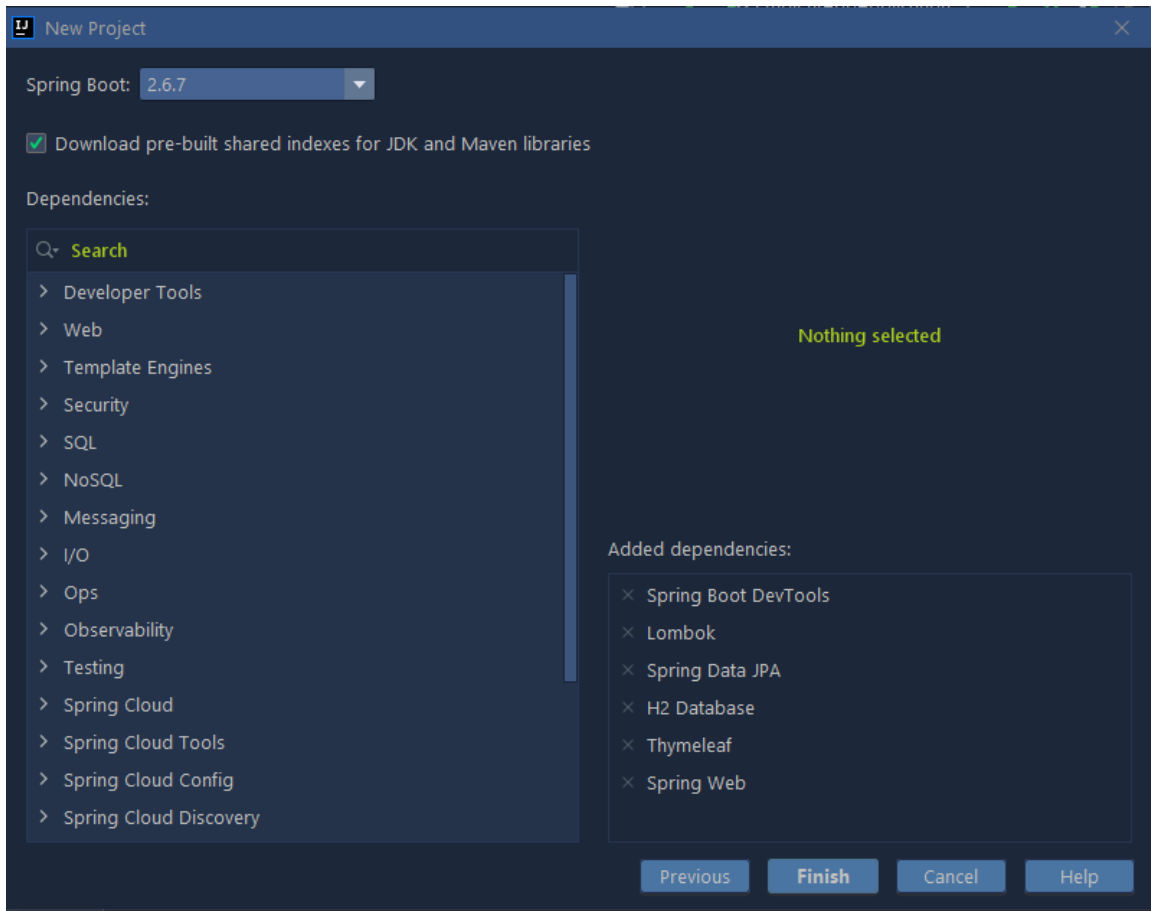 New Project
Spring Boot: 2.6.7
Download pre-built shared indexes for JDK and Maven libraries
Dependencies:
Search
Developer Tools
Web
Template Engines
Security
SQL
NoSQL
Messaging
I/O
Ops
Observability
Testing
Spring Cloud
Spring Cloud Tools
Spring Cloud Config
Spring Cloud Discovery
Nothing selected
Added dependencies:
Spring Boot DevTools
Lombok
Spring Data JPA
H2 Database
Thymeleaf
Spring Web
Previous
Finish
Cancel
Help